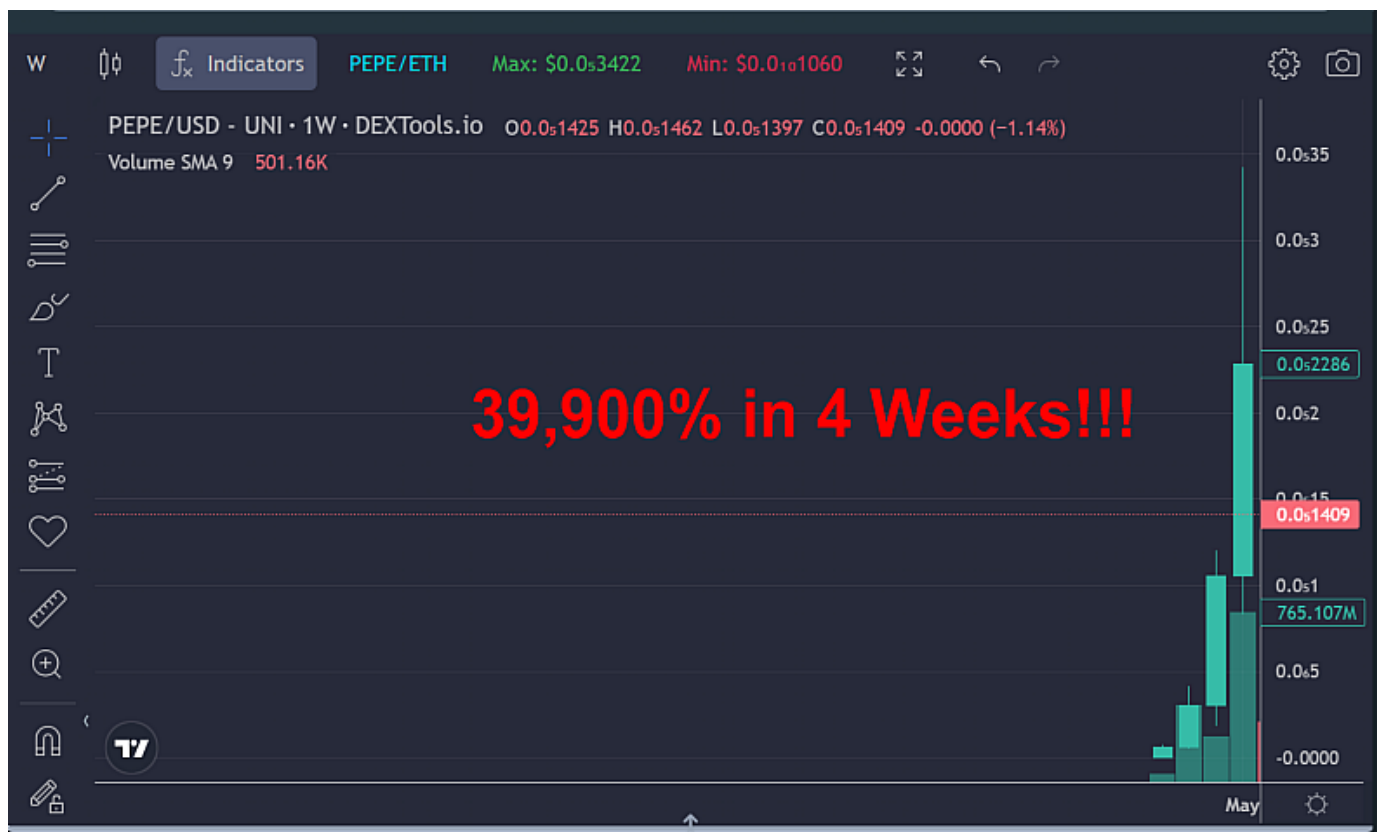 W Indicators PEPE/ETH Max: $0.0₅3422 Min: $0.0₁₀1060
PEPE/USD - UNI · 1W · DEXTools.io O0.0₅1425 H0.0₅1462 L0.0₅1397 C0.0₅1409 -0.0000 (−1.14%)
Volume SMA 9 501.16K
0.0₅35
0.0₅3
0.0₅25
0.0₅2286
39,900% in 4 Weeks!!!
0.0₅2
0.0₅15
0.0₅1409
0.0₅1
765.107M
0.0₆5
-0.0000
May